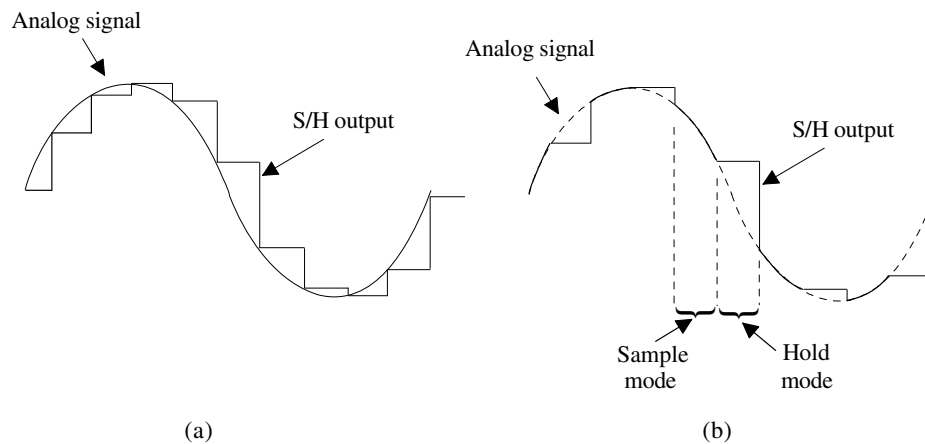 Analog signal
S/H output
(a)
Analog signal
S/H output
Sample
mode
Hold
mode
(b)